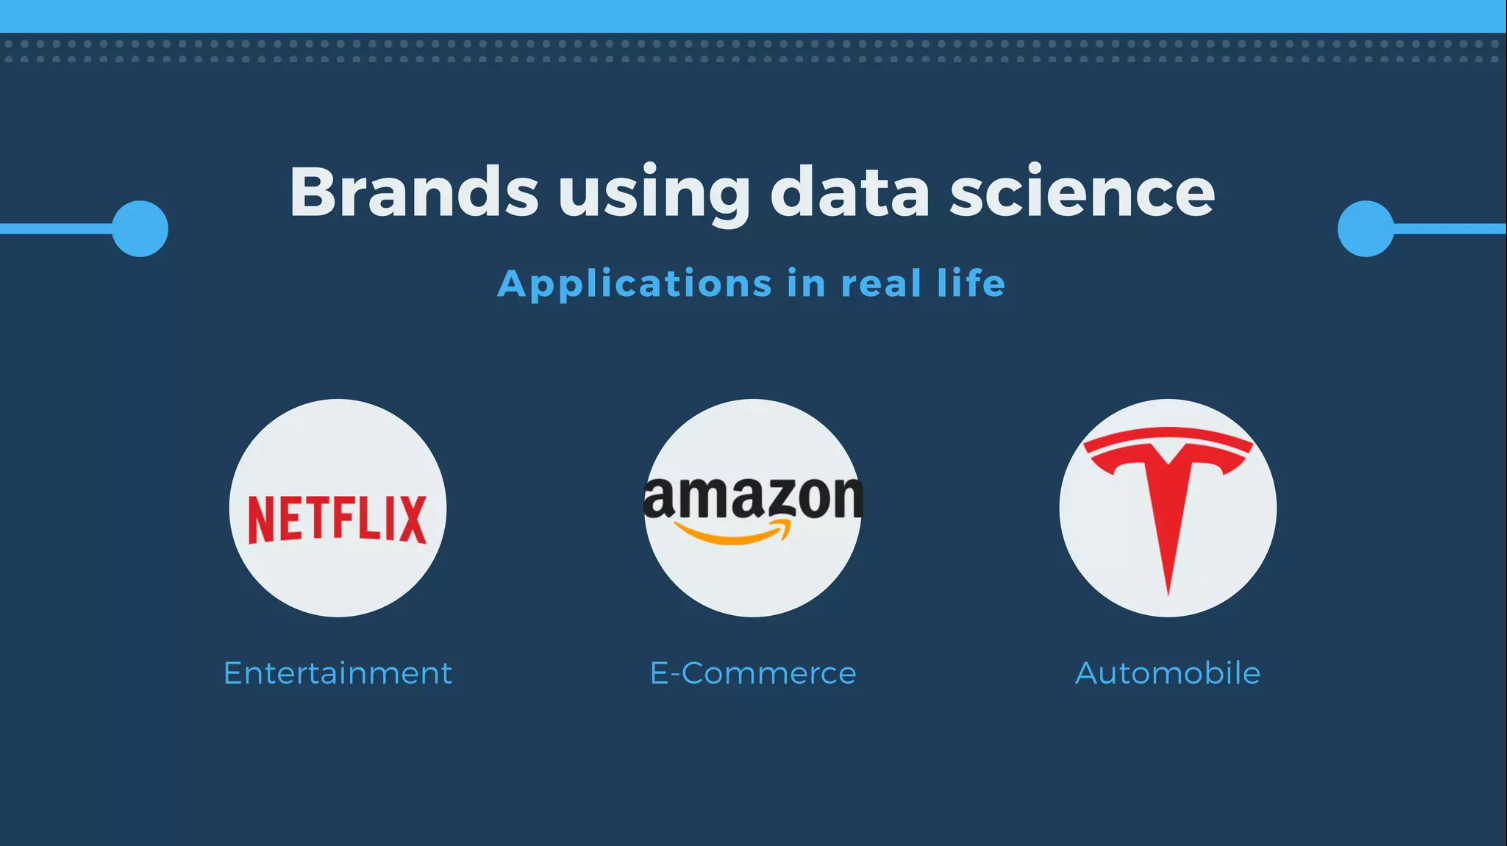 Brands using data science
Applications in real life
NETFLIX
amazon
Entertainment
E-Commerce
Automobile